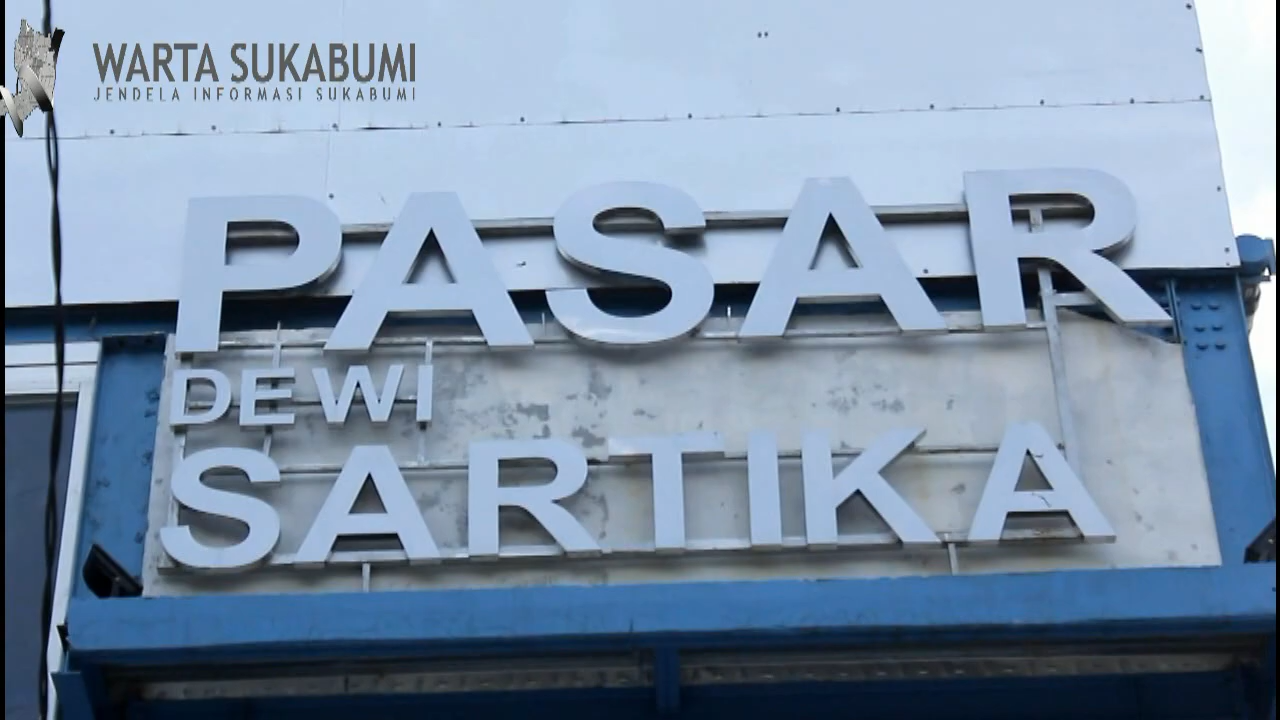 WARTA SUKABUMI
JENDELA INFORMASI SUKABUMI
PASAR
DEWI
SARTIKA